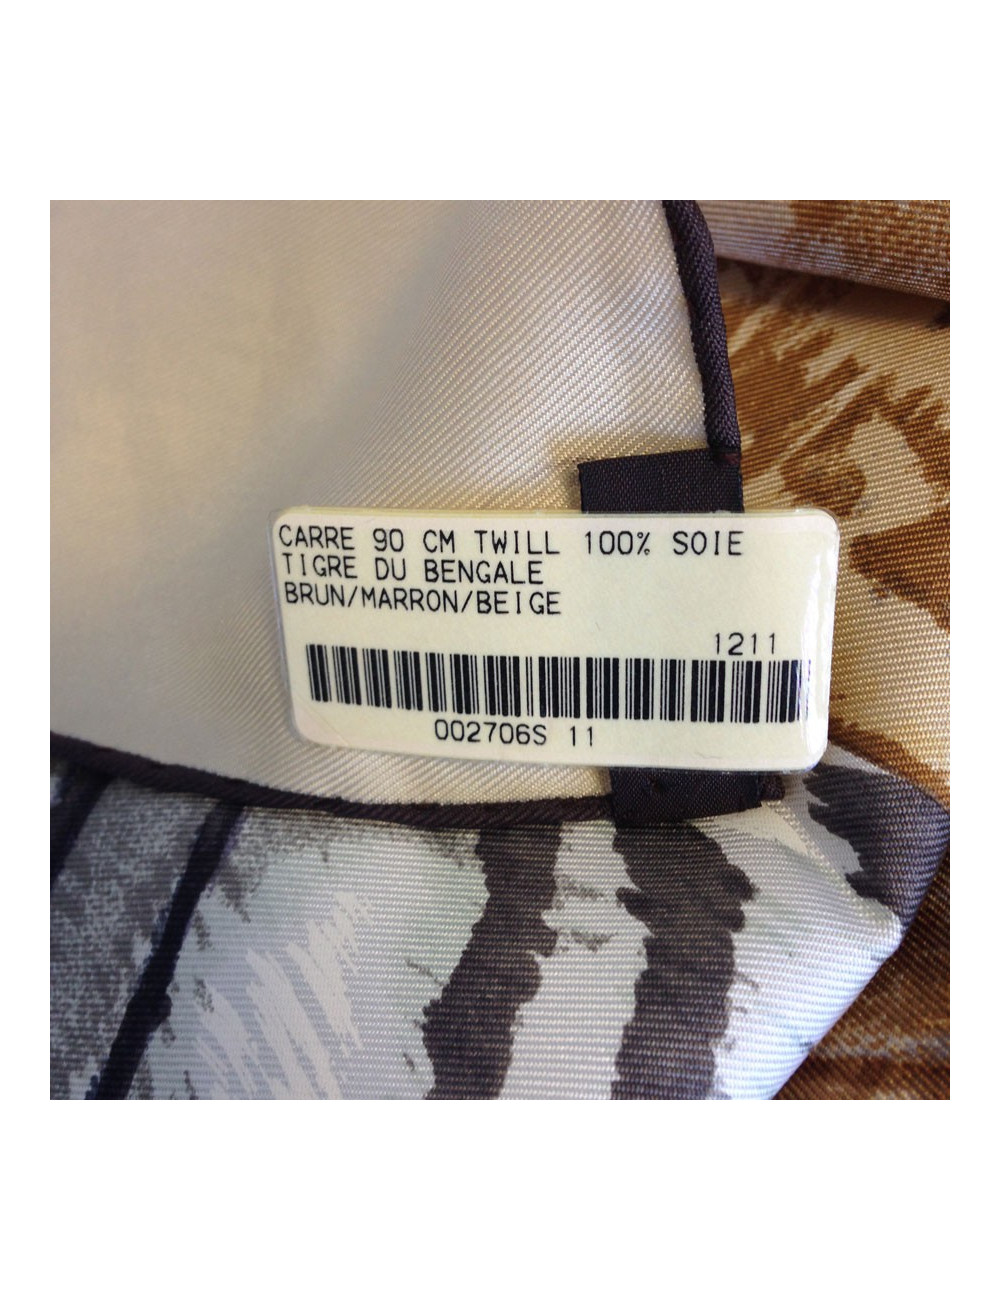 CARRE 90 CM TWILL 100% SOIE
TIGRE DU BENGALE
BRUN/MARRON/BEIGE
1211
002706S 11